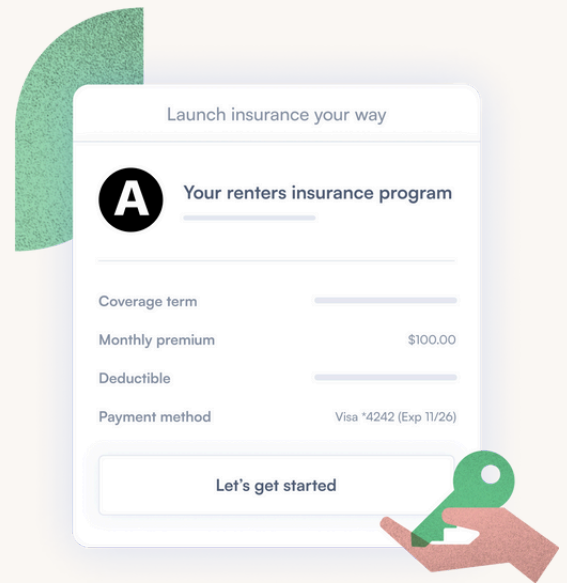 Launch insurance your way
A
Your renters insurance program
Coverage term
Monthly premium $100.00
Deductible
Payment method Visa *4242 (Exp 11/26)
Let's get started